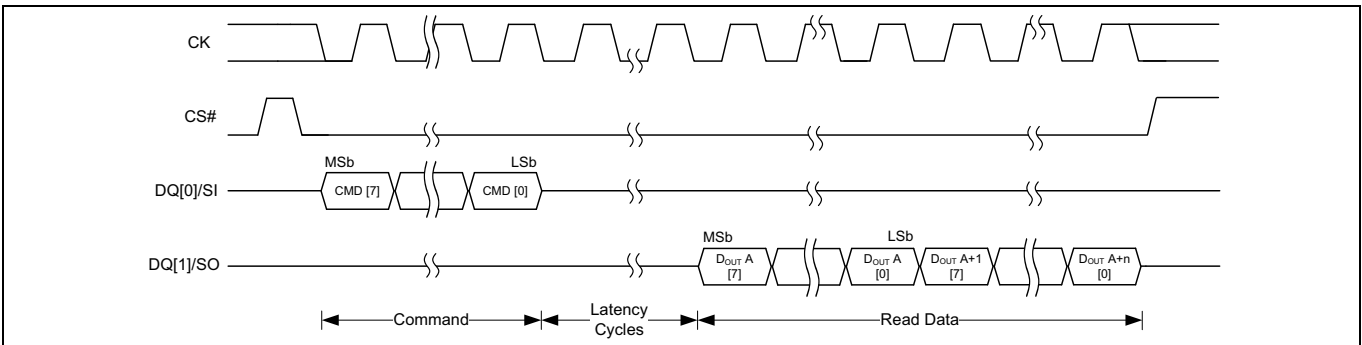 CK
CS#
MSb LSb
DQ[0]/SI CMD [7] CMD [0]
MSb LSb
DQ[1]/SO DOUT A [7] DOUT A [0] DOUT A+1 [7] DOUT A+n [0]
Command Latency Cycles Read Data